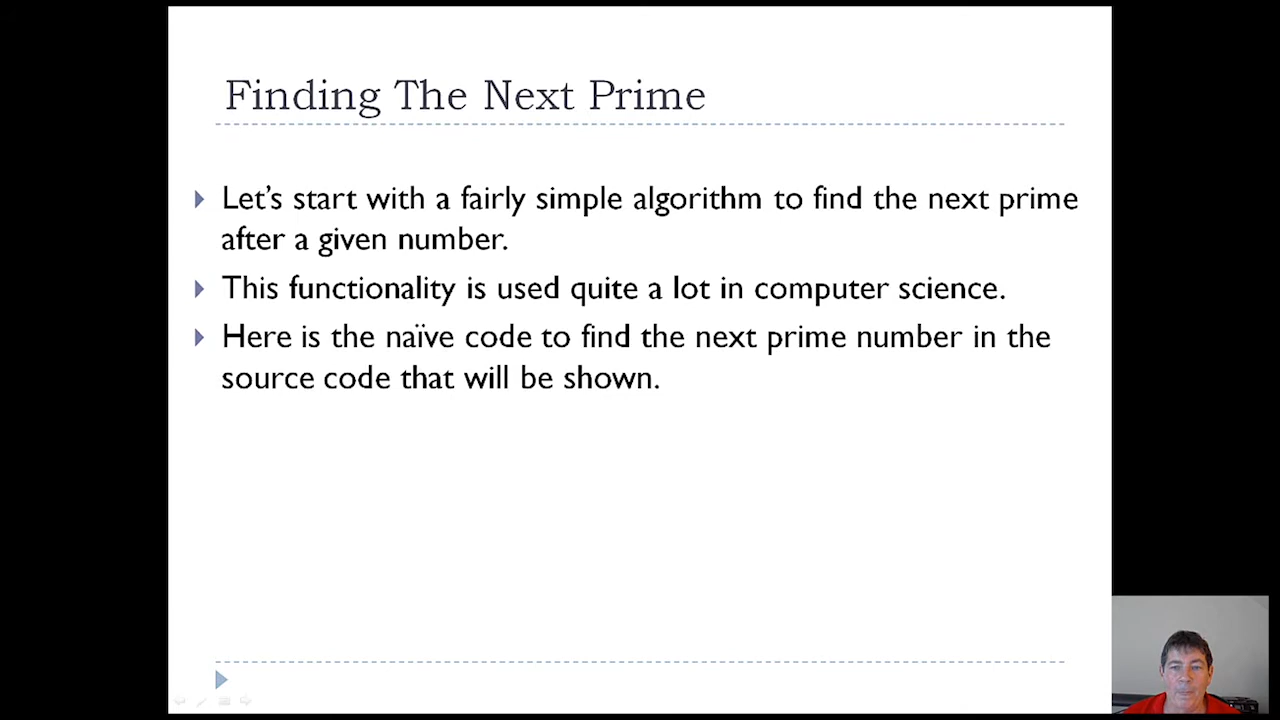 Finding The Next Prime
Let's start with a fairly simple algorithm to find the next prime
after a given number.
This functionality is used quite a lot in computer science.
Here is the naïve code to find the next prime number in the
source code that will be shown.